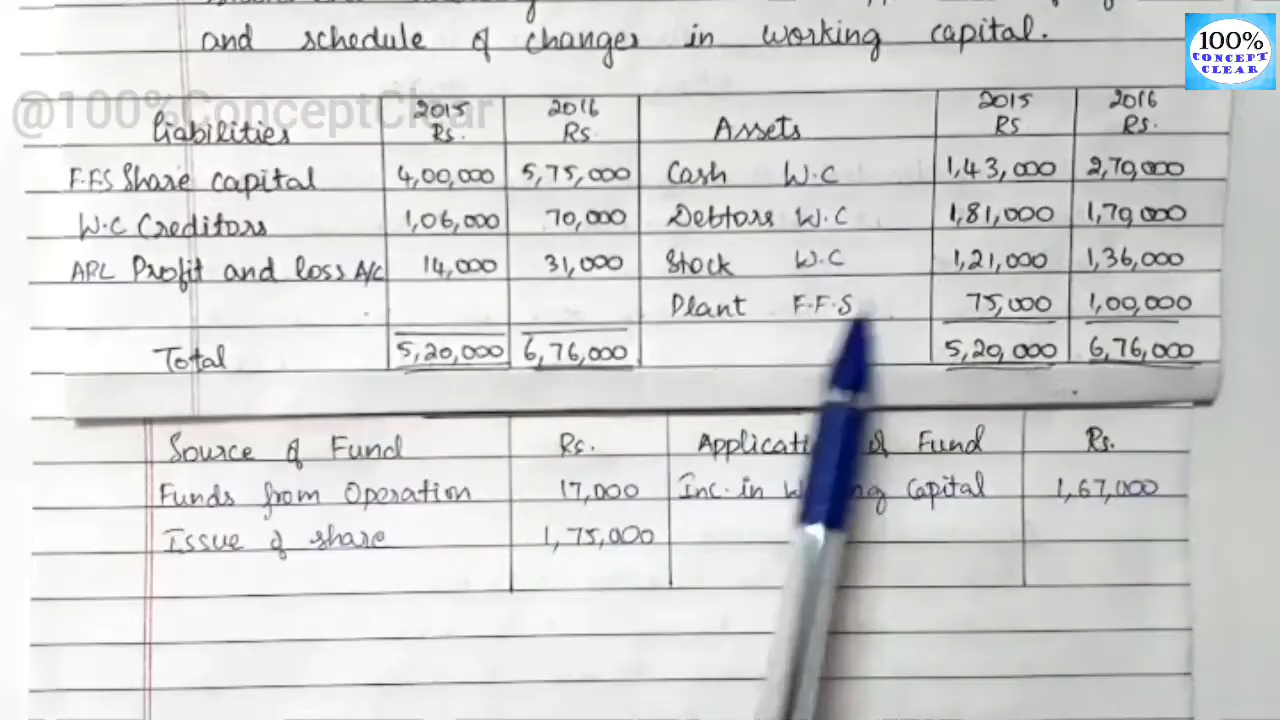 and schedule of changes in working capital.
100%
CONCEPT
CLEAR
@100%ConceptClear
Liabilities 2015 Rs. 2016 Rs. Assets 2015 Rs 2016 Rs.
F.F.S Share capital 4,00,000 5,75,000 Cash W.C 1,43,000 2,70,000
W.C Creditors 1,06,000 70,000 Debtors W.C 1,81,000 1,70,000
APL Profit and loss A/c 14,000 31,000 Stock W.C 1,21,000 1,36,000
Plant F.F.S 75,000 1,00,000
Total 5,20,000 6,76,000 5,20,000 6,76,000
Source of Fund Rs. Application of Fund Rs.
Funds from Operation 17,000 Inc. in Working Capital 1,67,000
Issue of share 1,75,000